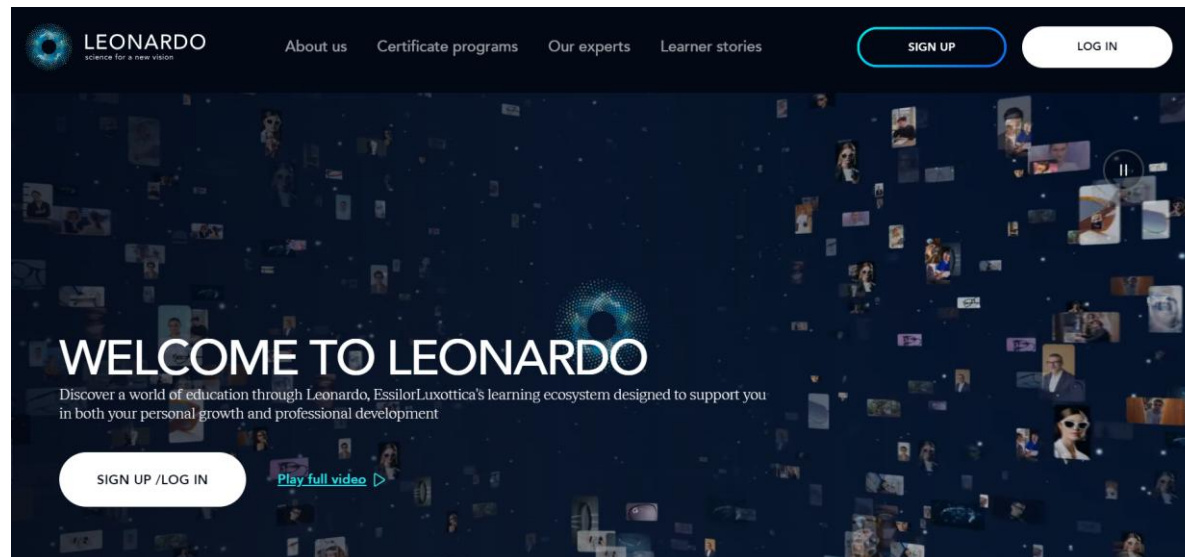 LEONARDO
science for a new vision
About us
Certificate programs
Our experts
Learner stories
SIGN UP
LOG IN
WELCOME TO LEONARDO
Discover a world of education through Leonardo, EssilorLuxottica's learning ecosystem designed to support you
in both your personal growth and professional development
SIGN UP /LOG IN
Play full video